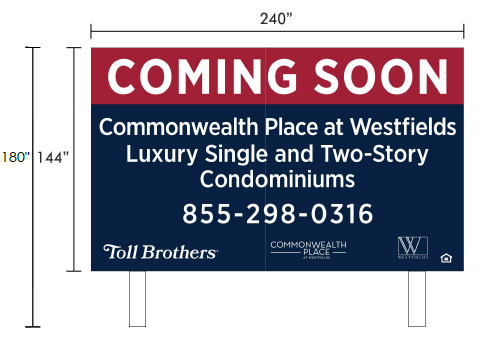 240"
COMING SOON
180" 144"
Commonwealth Place at Westfields
Luxury Single and Two-Story
Condominiums
855-298-0316
Toll Brothers
COMMONWEALTH
PLACE
AT WESTFIELDS
W
WESTFIELDS